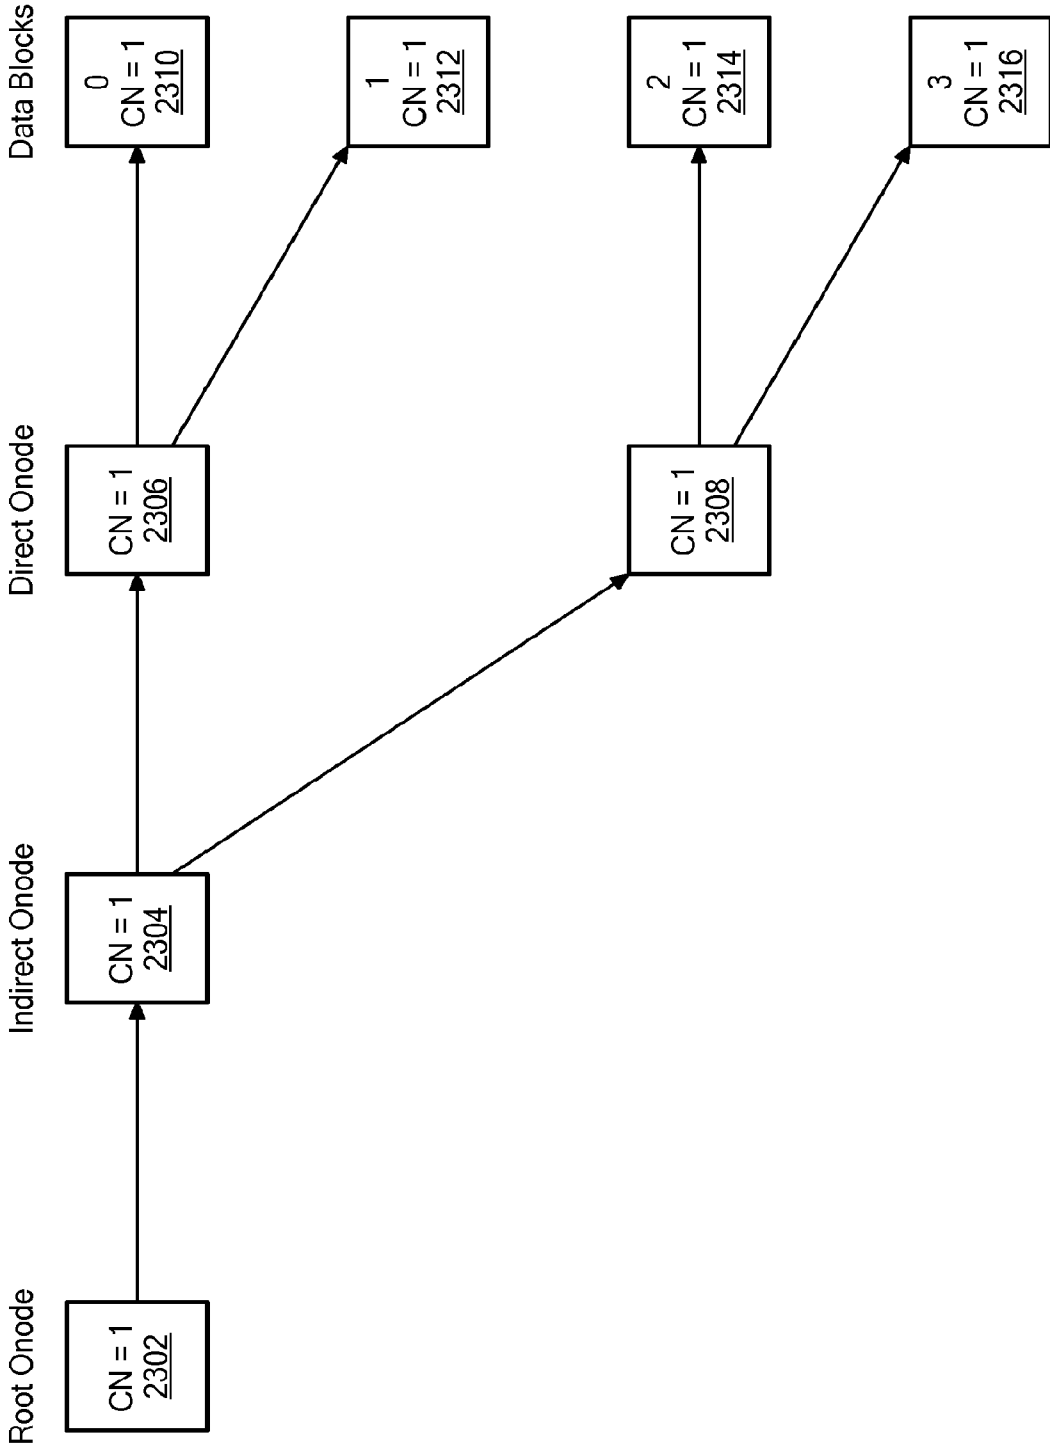 Root Onode
Indirect Onode
Direct Onode
Data Blocks
CN = 1
2302
CN = 1
2304
CN = 1
2306
0
CN = 1
2310
1
CN = 1
2312
CN = 1
2308
2
CN = 1
2314
3
CN = 1
2316